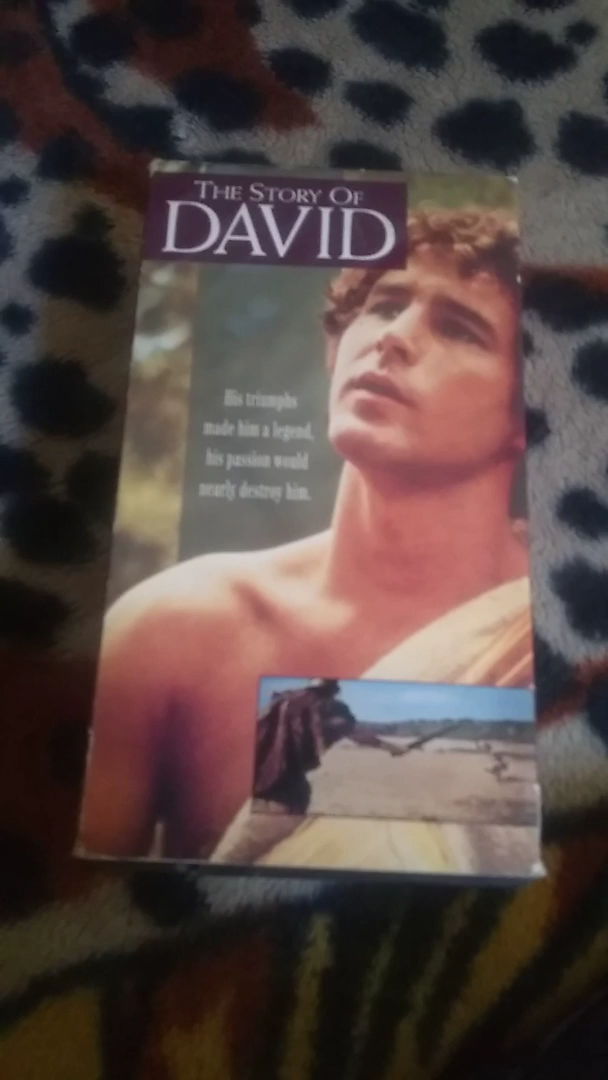 THE STORY OF
DAVID
His triumphs
made him a legend,
his passion would
nearly destroy him.